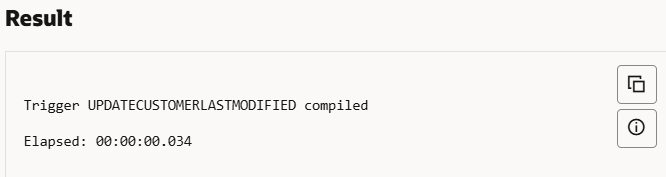 Result
Trigger UPDATECUSTOMERLASTMODIFIED compiled
Elapsed: 00:00:00.034